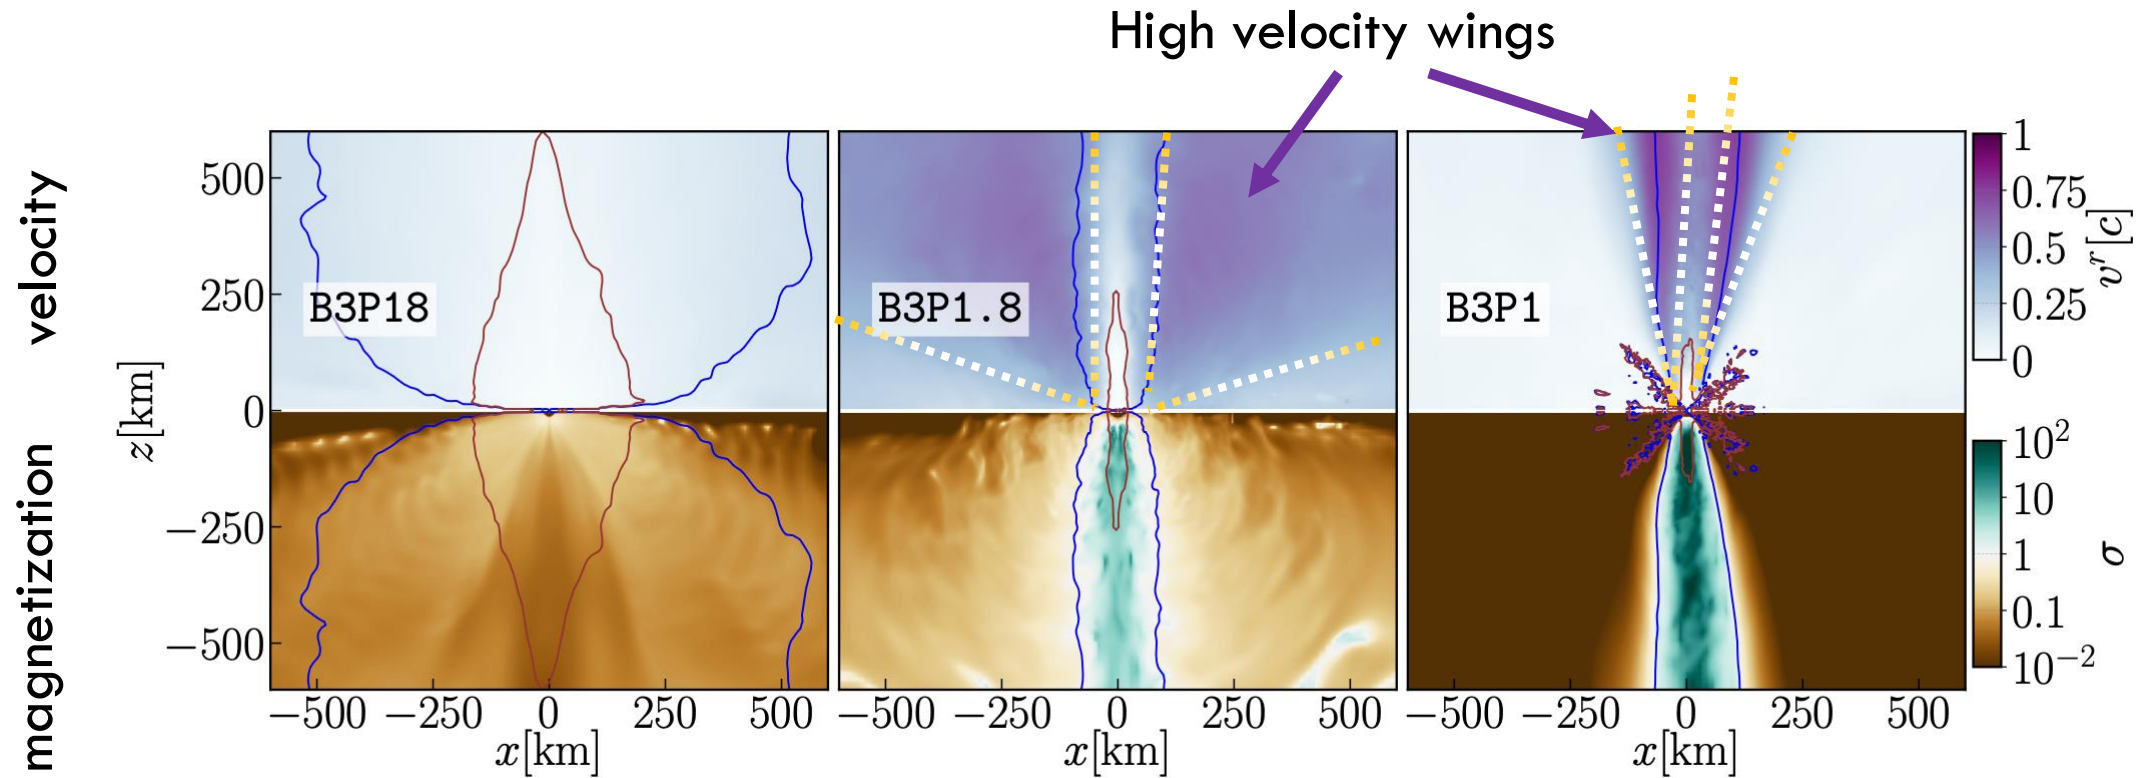 High velocity wings
velocity
magnetization
z[km]
500
250
0
−250
−500
B3P18
B3P1.8
B3P1
1
0.75
0.5
0.25
0
v^r[c]
10²
10
1
0.1
10⁻²
σ
−500 −250 0 250 500
−500 −250 0 250 500
−500 −250 0 250 500
x[km]
x[km]
x[km]